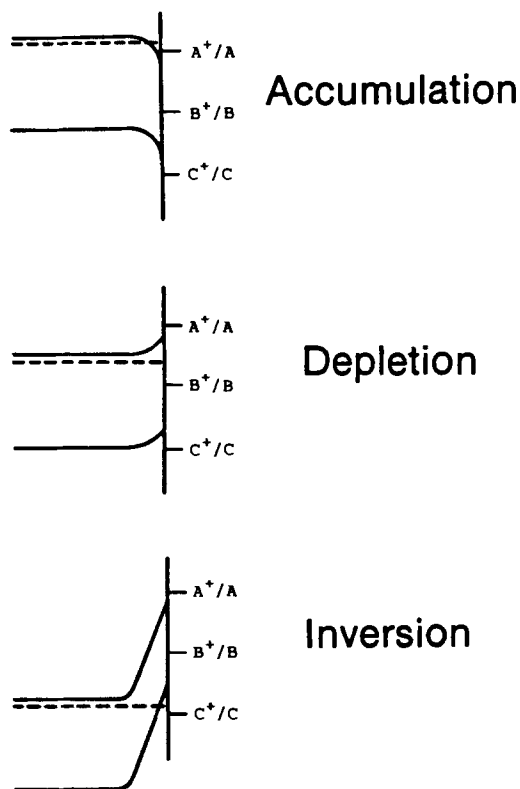 A⁺/A
Accumulation
B⁺/B
C⁺/C
A⁺/A
Depletion
B⁺/B
C⁺/C
A⁺/A
Inversion
B⁺/B
C⁺/C